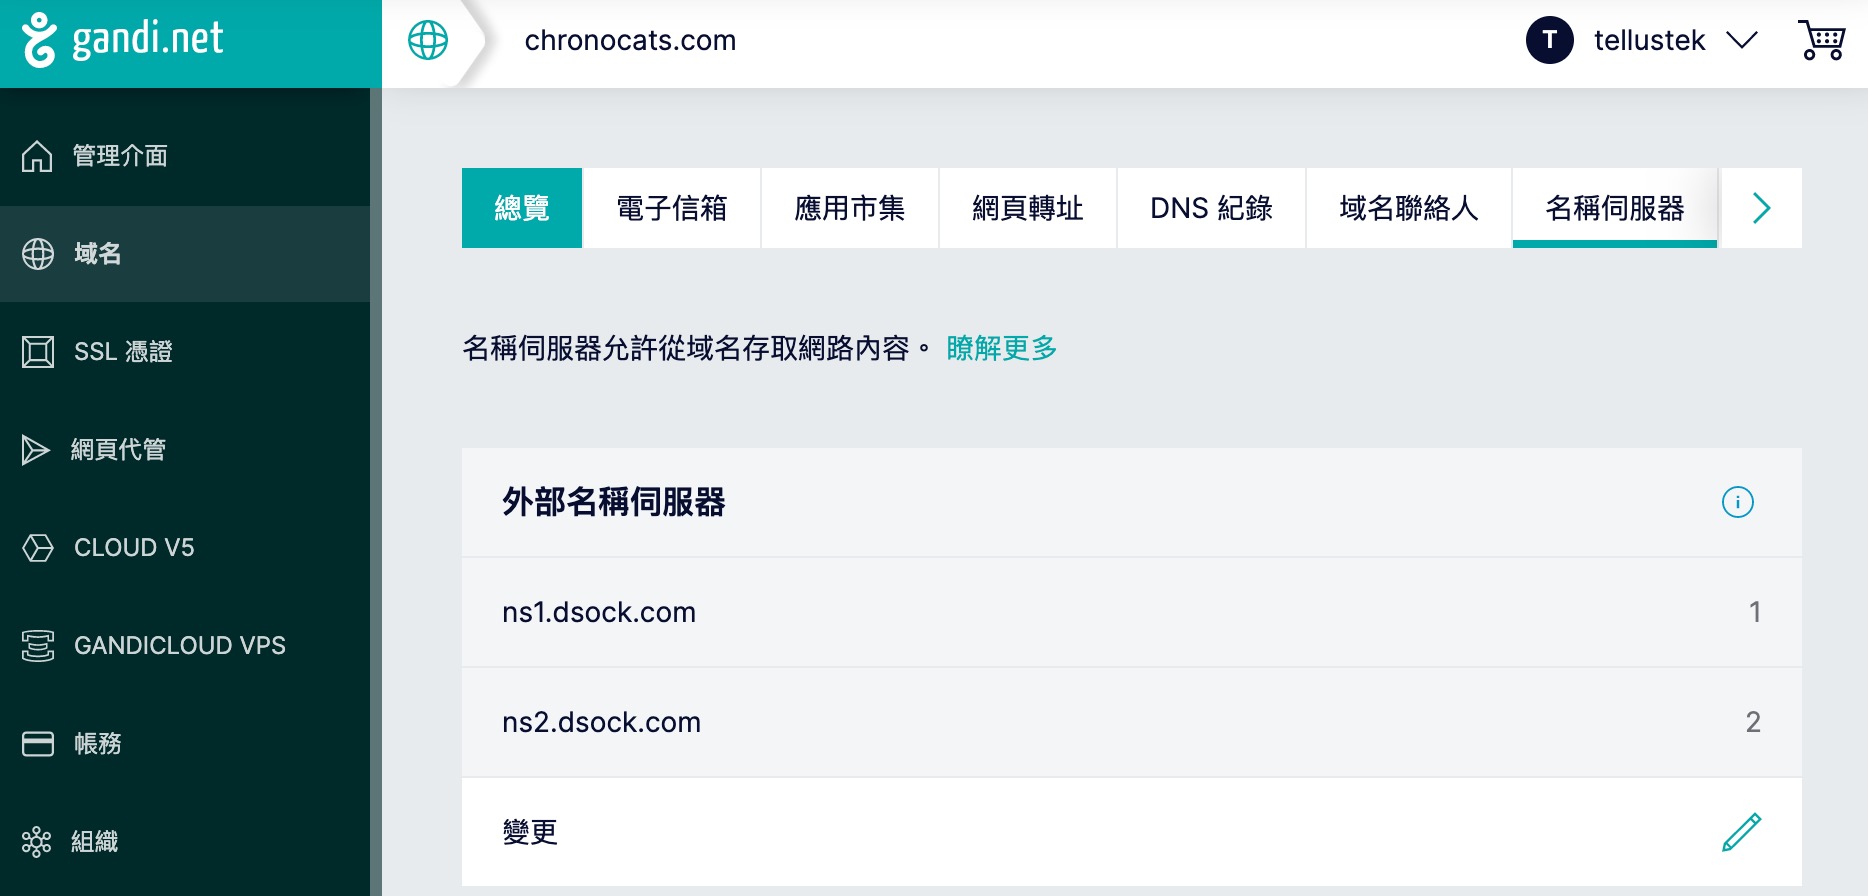 gandi.net
chronocats.com
T
tellustek
管理介面
域名
SSL 憑證
網頁代管
CLOUD V5
GANDICLOUD VPS
帳務
組織
總覽
電子信箱
應用市集
網頁轉址
DNS 紀錄
域名聯絡人
名稱伺服器
名稱伺服器允許從域名存取網路內容。 瞭解更多
外部名稱伺服器
ns1.dsock.com 1
ns2.dsock.com 2
變更